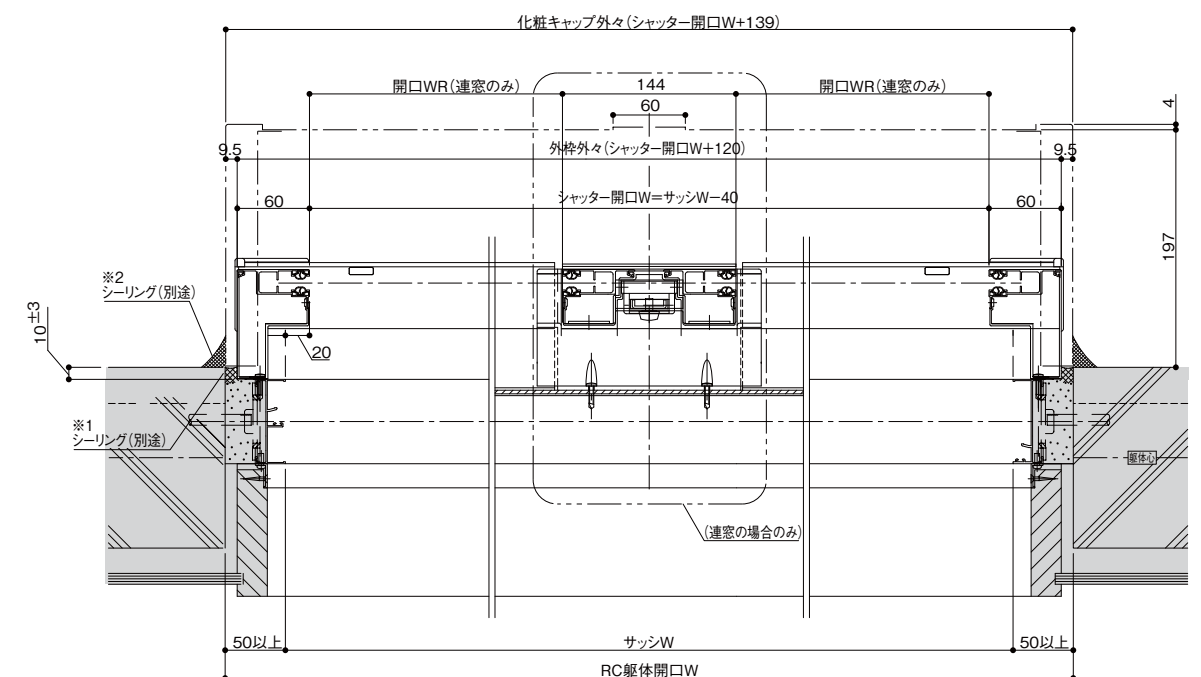 化粧キャップ外々(シャッター開口W+139)
開口WR(連窓のみ)
144
開口WR(連窓のみ)
60
4
9.5
外枠外々(シャッター開口W+120)
9.5
60
シャッター開口W=サッシW−40
60
197
※2
シーリング(別途)
10±3
20
※1
シーリング(別途)
躯体心
(連窓の場合のみ)
50以上
サッシW
50以上
RC躯体開口W